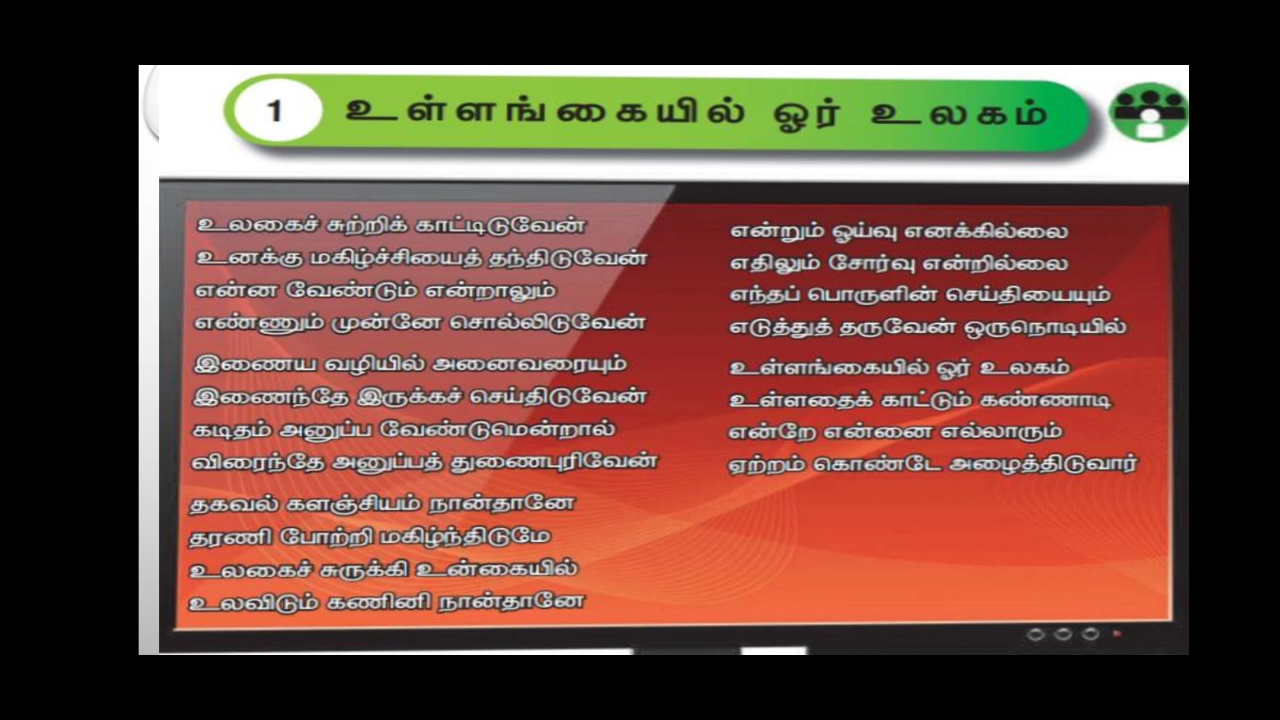 1 உள்ளங்கையில் ஓர் உலகம்
உலகைச் சுற்றிக் காட்டிடுவேன்
உனக்கு மகிழ்ச்சியைத் தந்திடுவேன்
என்ன வேண்டும் என்றாலும்
எண்ணும் முன்னே சொல்லிடுவேன்
இணைய வழியில் அனைவரையும்
இணைந்தே இருக்கச் செய்திடுவேன்
கடிதம் அனுப்ப வேண்டுமென்றால்
விரைந்தே அனுப்பத் துணைபுரிவேன்
தகவல் களஞ்சியம் நான்தானே
தரணி போற்றி மகிழ்ந்திடுமே
உலகைச் சுருக்கி உன்கையில்
உலவிடும் கணினி நான்தானே
என்றும் ஓய்வு எனக்கில்லை
எதிலும் சோர்வு என்றில்லை
எந்தப் பொருளின் செய்தியையும்
எடுத்துத் தருவேன் ஒருநொடியில்
உள்ளங்கையில் ஓர் உலகம்
உள்ளதைக் காட்டும் கண்ணாடி
என்றே என்னை எல்லாரும்
ஏற்றம் கொண்டே அழைத்திடுவார்